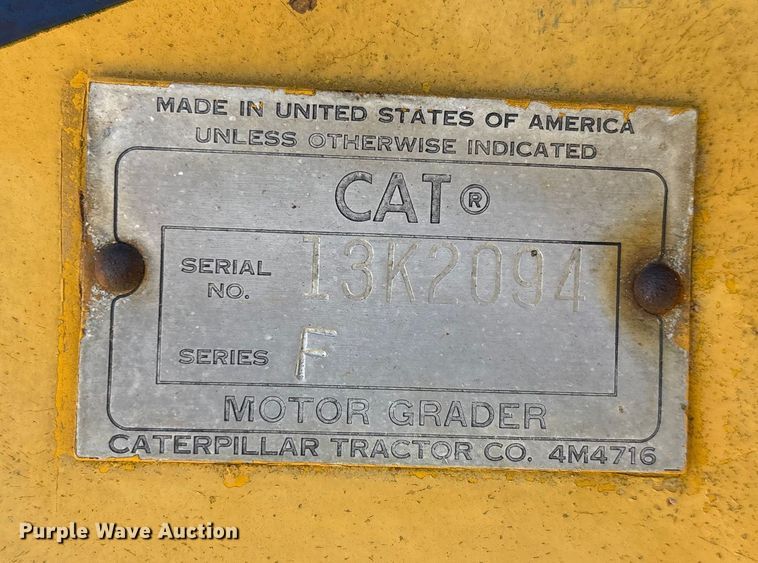 MADE IN UNITED STATES OF AMERICA
UNLESS OTHERWISE INDICATED
CAT®
SERIAL NO. 13K2094
SERIES F
MOTOR GRADER
CATERPILLAR TRACTOR CO. 4M4716
Purple Wave Auction